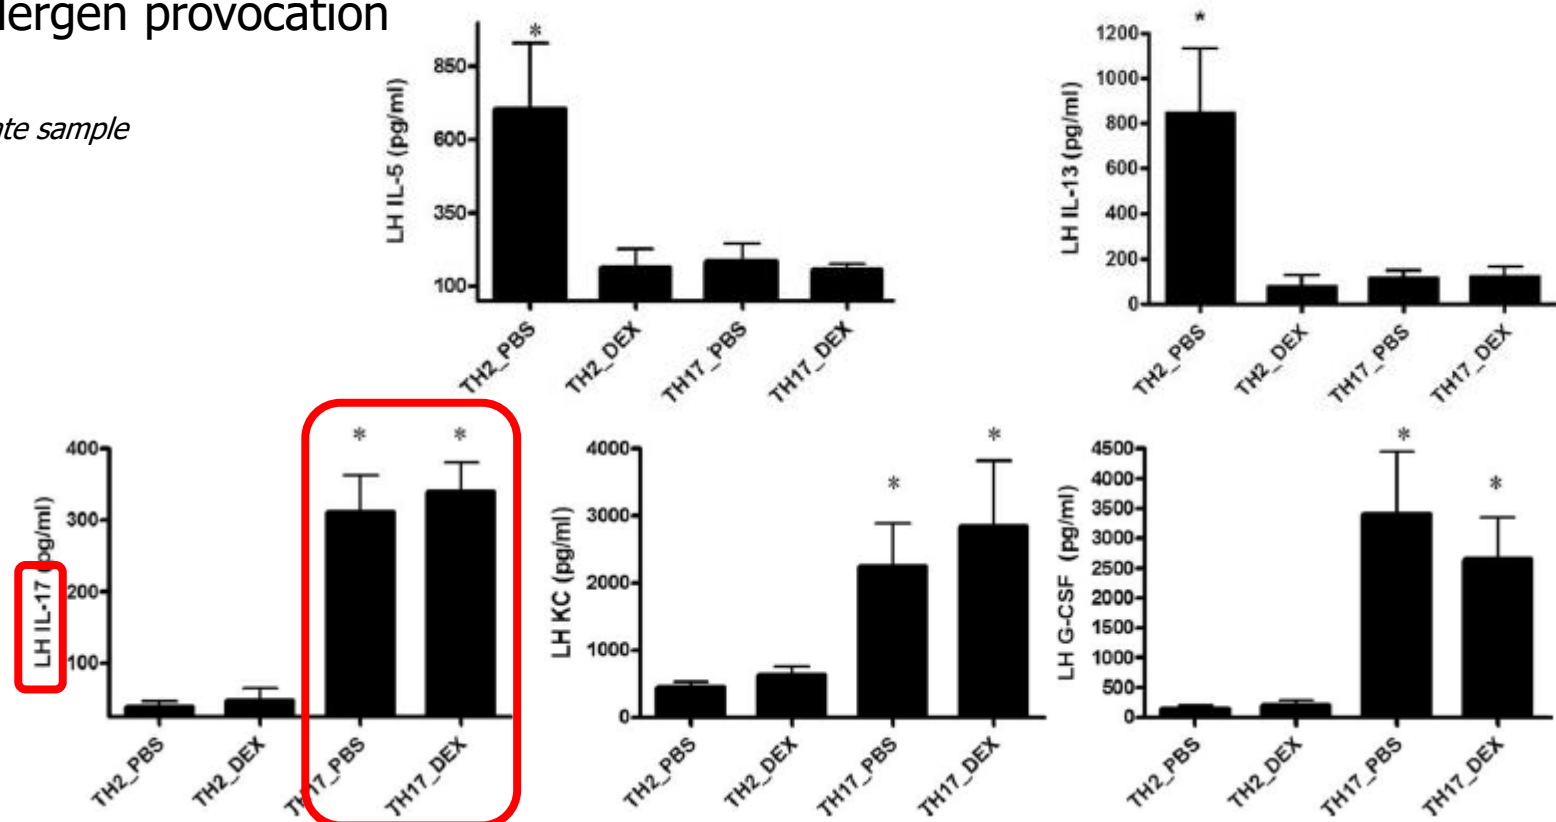 lergen provocation
te sample
*
LH IL-5 (pg/ml)
850
600
350
100
TH2_PBS
TH2_DEX
TH17_PBS
TH17_DEX
*
LH IL-13 (pg/ml)
1200
1000
800
600
400
200
0
TH2_PBS
TH2_DEX
TH17_PBS
TH17_DEX
* *
LH IL-17 (pg/ml)
400
300
200
100
TH2_PBS
TH2_DEX
TH17_PBS
TH17_DEX
* *
LH KC (pg/ml)
4000
3000
2000
1000
0
TH2_PBS
TH2_DEX
TH17_PBS
TH17_DEX
* *
LH G-CSF (pg/ml)
4500
4000
3500
3000
2500
2000
1500
1000
500
0
TH2_PBS
TH2_DEX
TH17_PBS
TH17_DEX